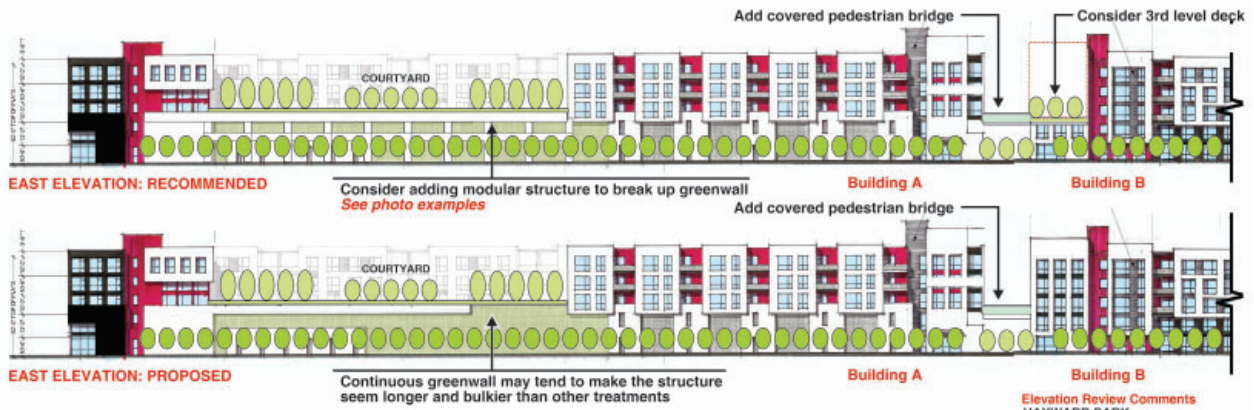 Add covered pedestrian bridge
Consider 3rd level deck
COURTYARD
EAST ELEVATION: RECOMMENDED
Consider adding modular structure to break up greenwall
See photo examples
Building A
Building B
Add covered pedestrian bridge
COURTYARD
EAST ELEVATION: PROPOSED
Continuous greenwall may tend to make the structure
seem longer and bulkier than other treatments
Building A
Building B
Elevation Review Comments
HAYWARD PARK